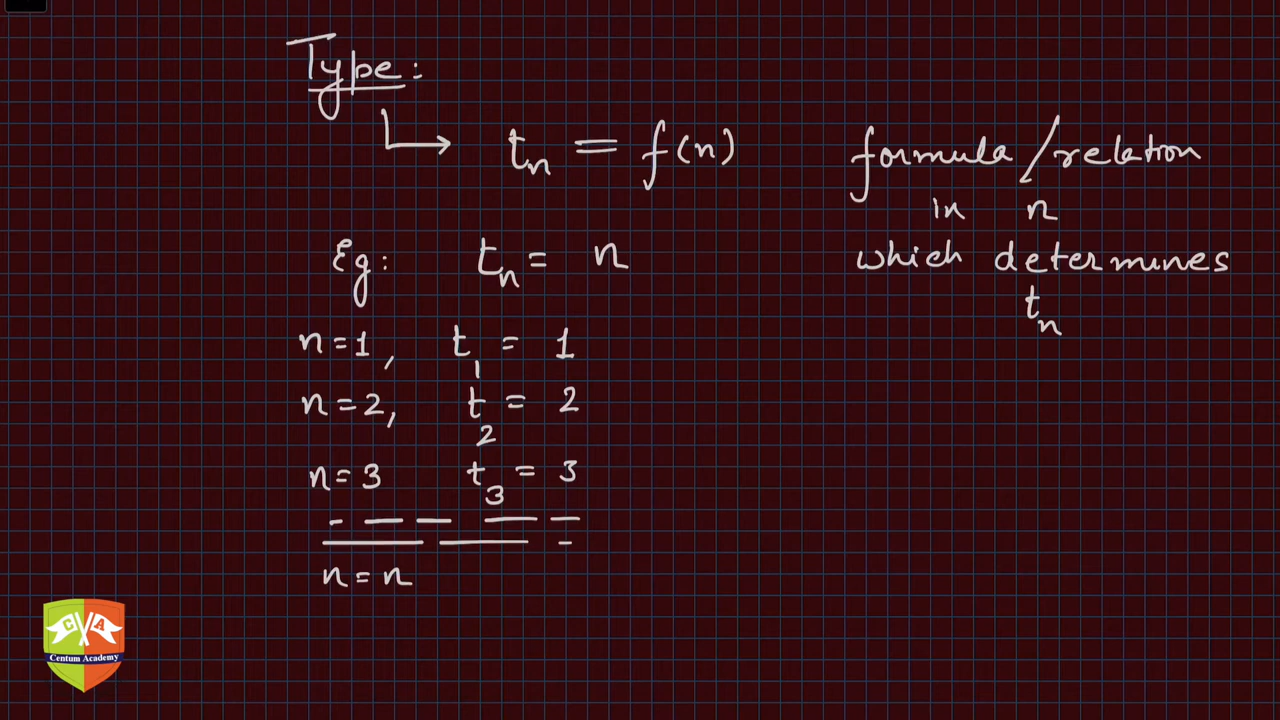 Type:
tn = f(n)
formula/relation
in n
which determines
tn
Eg: tn = n
n=1, t1 = 1
n=2, t2 = 2
n=3 t3 = 3
n=n
CA
Centum Academy